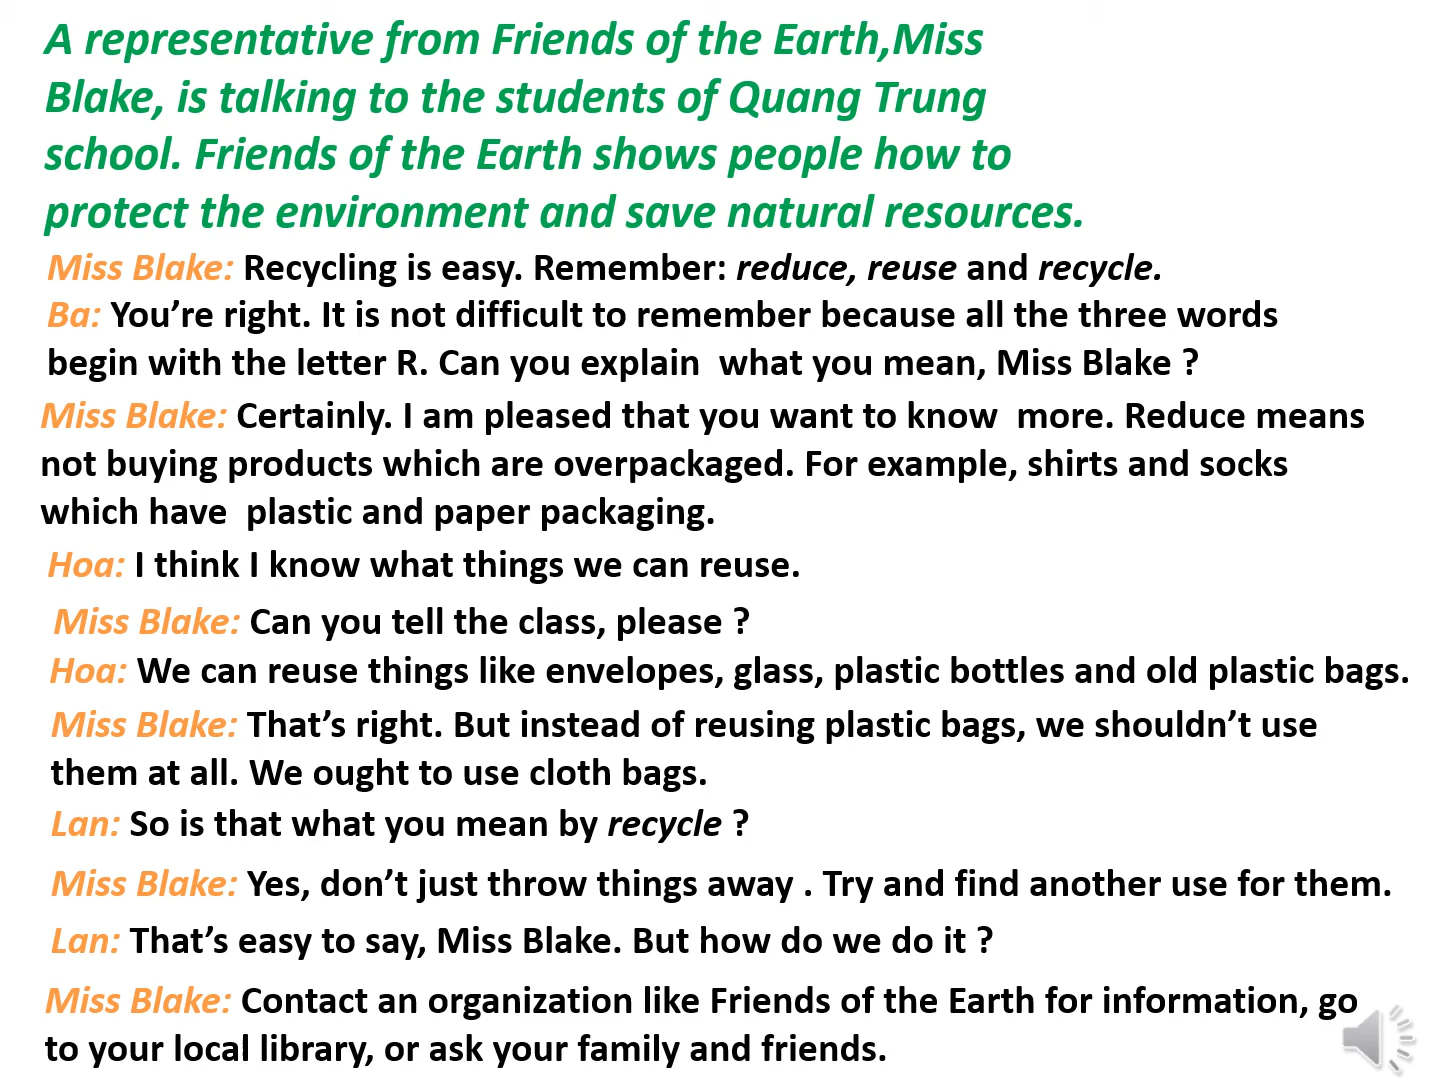 A representative from Friends of the Earth,Miss
Blake, is talking to the students of Quang Trung
school. Friends of the Earth shows people how to
protect the environment and save natural resources.
Miss Blake: Recycling is easy. Remember: reduce, reuse and recycle.
Ba: You’re right. It is not difficult to remember because all the three words
begin with the letter R. Can you explain  what you mean, Miss Blake ?
Miss Blake: Certainly. I am pleased that you want to know  more. Reduce means
not buying products which are overpackaged. For example, shirts and socks
which have  plastic and paper packaging.
Hoa: I think I know what things we can reuse.
Miss Blake: Can you tell the class, please ?
Hoa: We can reuse things like envelopes, glass, plastic bottles and old plastic bags.
Miss Blake: That’s right. But instead of reusing plastic bags, we shouldn’t use
them at all. We ought to use cloth bags.
Lan: So is that what you mean by recycle ?
Miss Blake: Yes, don’t just throw things away . Try and find another use for them.
Lan: That’s easy to say, Miss Blake. But how do we do it ?
Miss Blake: Contact an organization like Friends of the Earth for information, go
to your local library, or ask your family and friends.